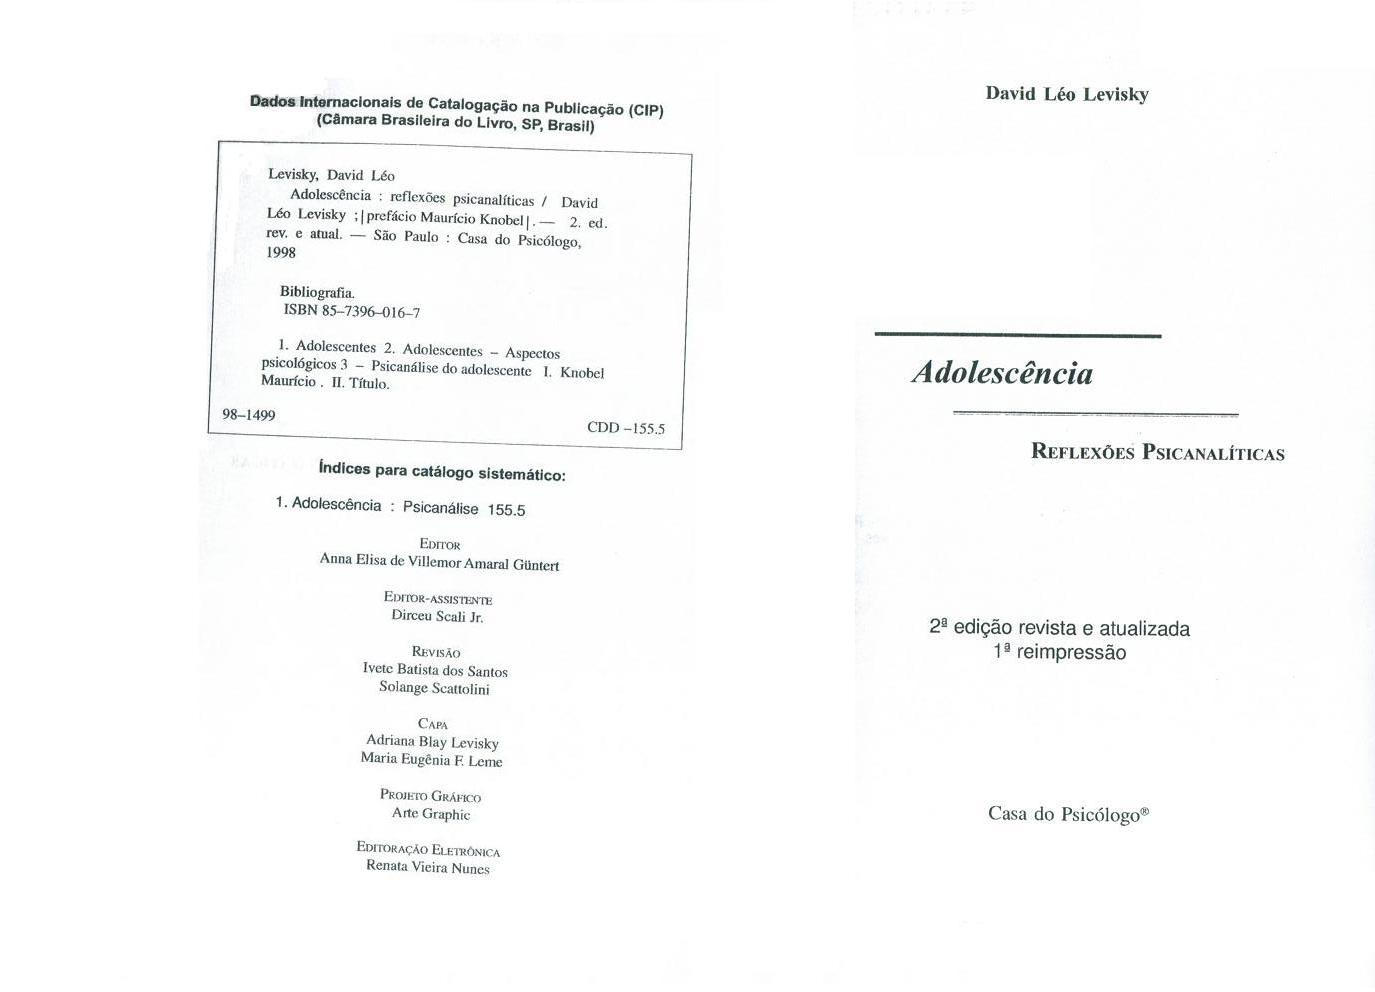 Dados Internacionais de Catalogação na Publicação (CIP)
(Câmara Brasileira do Livro, SP, Brasil)
Levisky, David Léo
Adolescência : reflexões psicanalíticas / David
Léo Levisky ; | prefácio Maurício Knobel | . — 2. ed.
rev. e atual. — São Paulo : Casa do Psicólogo,
1998
Bibliografia.
ISBN 85–7396–016–7
1. Adolescentes 2. Adolescentes – Aspectos
psicológicos 3 – Psicanálise do adolescente I. Knobel
Maurício . II. Título.
98–1499
CDD –155.5
Índices para catálogo sistemático:
1. Adolescência : Psicanálise 155.5
EDITOR
Anna Elisa de Villemor Amaral Güntert
EDITOR-ASSISTENTE
Dirceu Scali Jr.
REVISÃO
Ivete Batista dos Santos
Solange Scattolini
CAPA
Adriana Blay Levisky
Maria Eugênia F. Leme
PROJETO GRÁFICO
Arte Graphic
EDITORAÇÃO ELETRÔNICA
Renata Vieira Nunes
David Léo Levisky
Adolescência
REFLEXÕES PSICANALÍTICAS
2ª edição revista e atualizada
1ª reimpressão
Casa do Psicólogo®